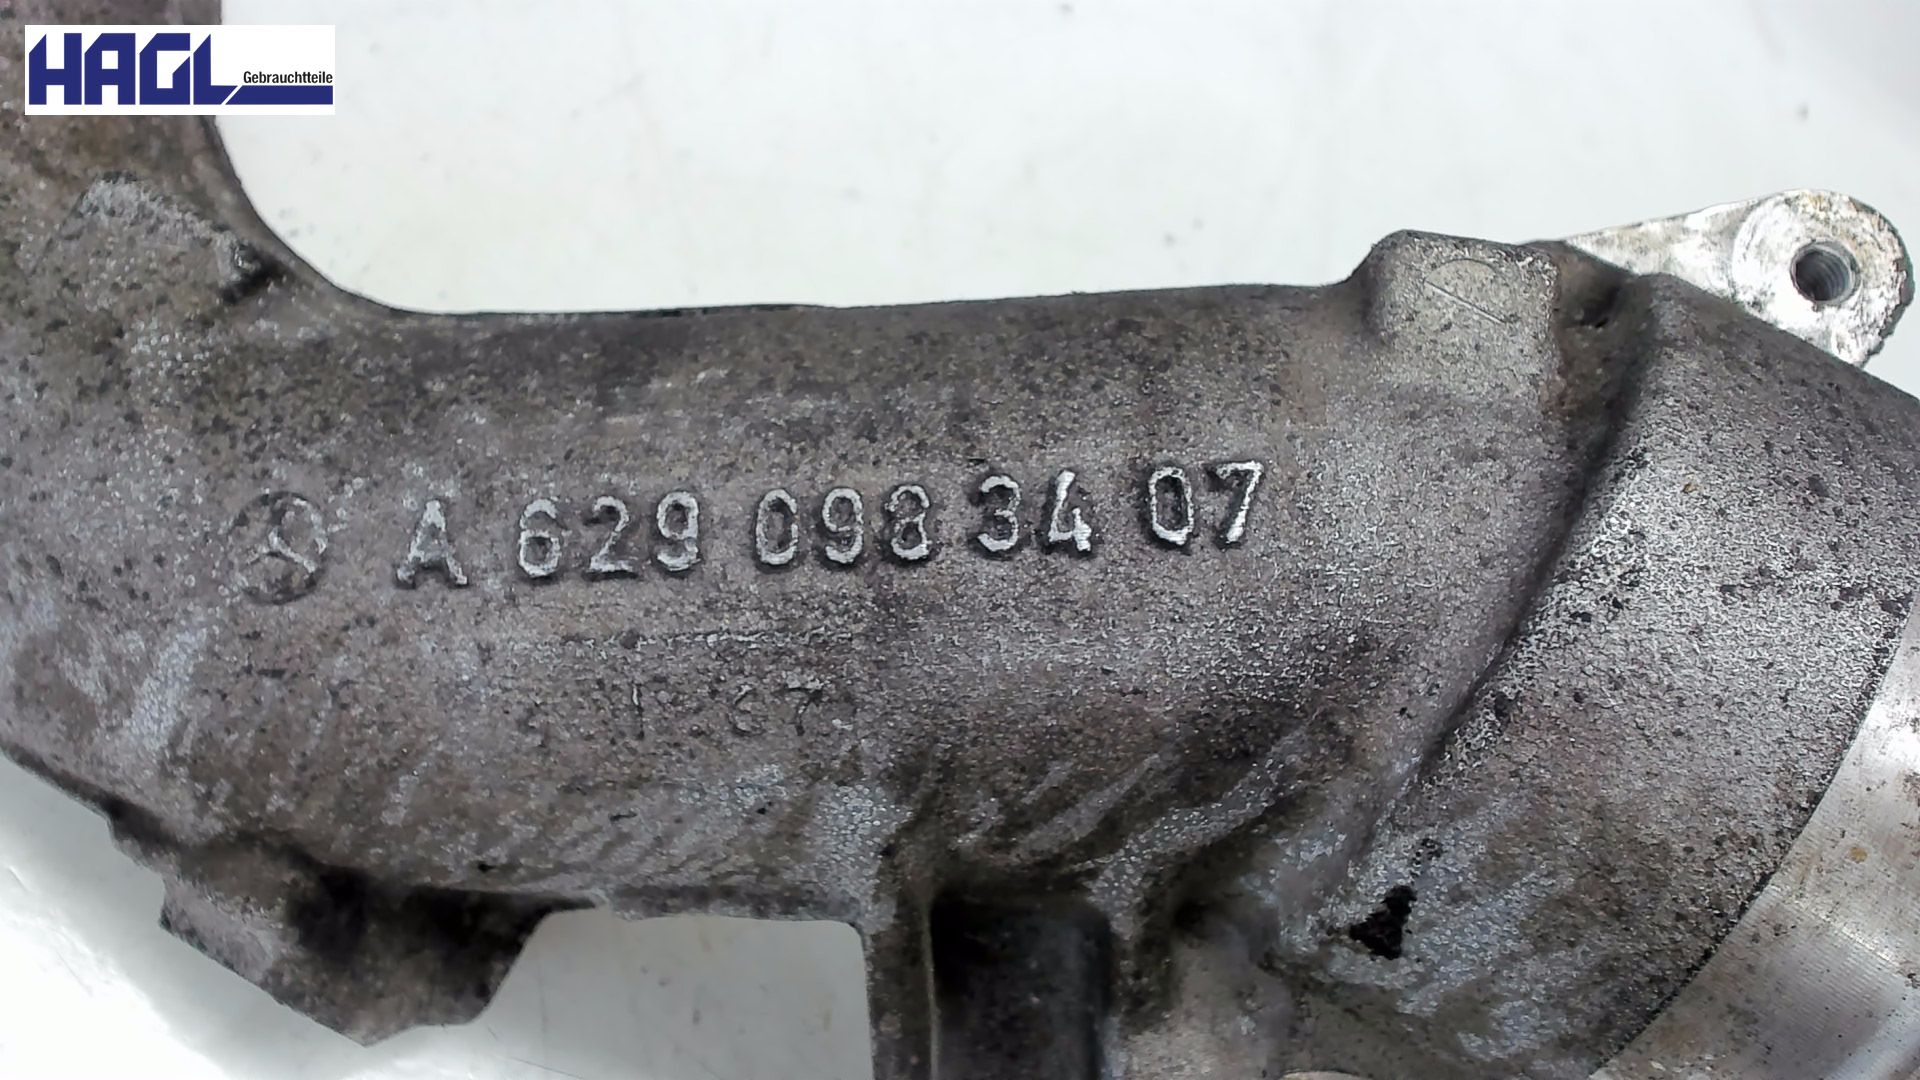 HAGL
Gebrauchtteile
A 629 098 34 07